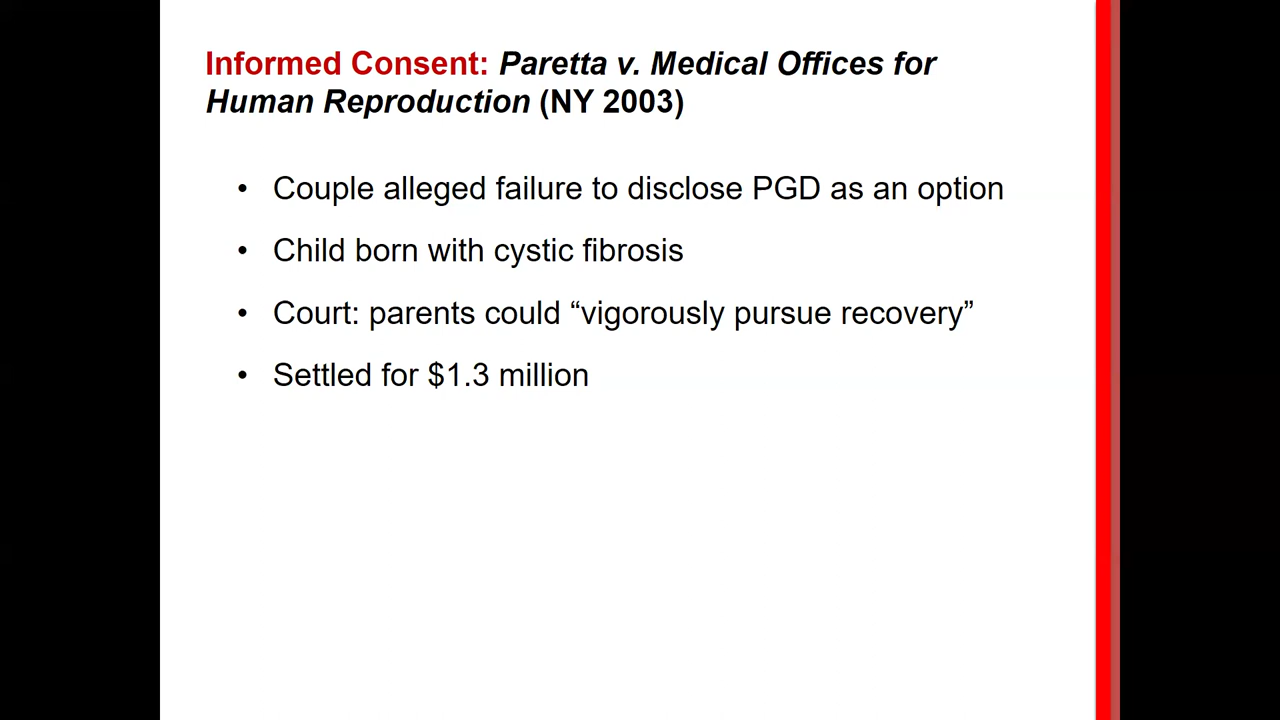 Informed Consent: Paretta v. Medical Offices for
Human Reproduction (NY 2003)
• Couple alleged failure to disclose PGD as an option
• Child born with cystic fibrosis
• Court: parents could “vigorously pursue recovery”
• Settled for $1.3 million